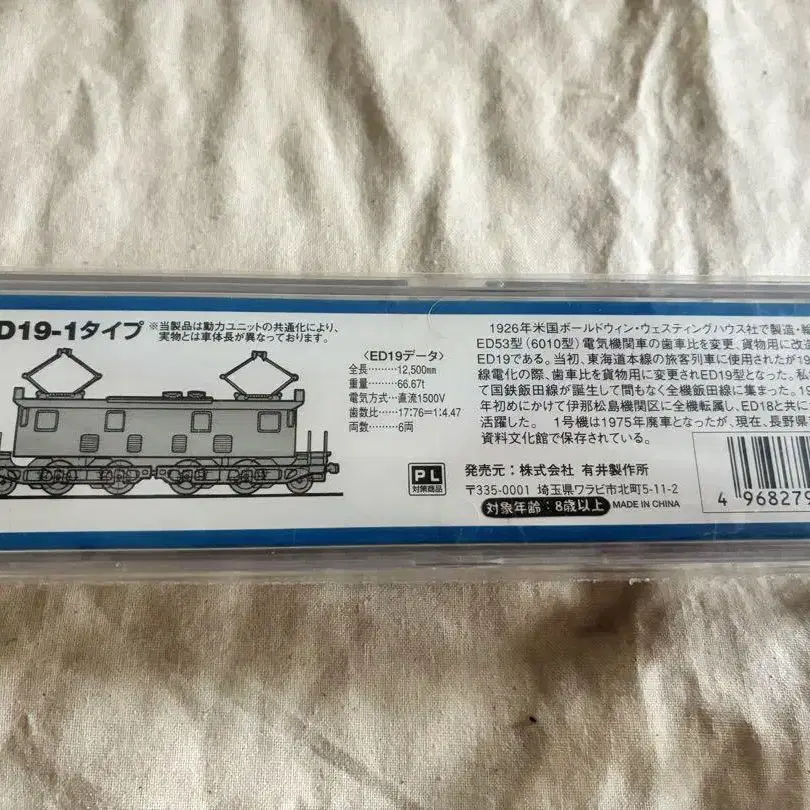 D19-1タイプ
※当製品は動力ユニットの共通化により、
実物とは車体長が異なっております。
〈ED19データ〉
全長………12,500mm
重量………66.67t
電気方式…直流1500V
歯数比……17:76=1:4.47
両数………6両
PL
対策商品
1926年米国ボールドウィン・ウェスティングハウス社で製造・
ED53型(6010型)電気機関車の歯車比を変更、貨物用に改造
ED19である。当初、東海道本線の旅客列車に使用されたが19
線電化の際、歯車比を貨物用に変更されED19型となった。私
て国鉄飯田線が誕生して間もなく全機飯田線に集まった。19
年初めにかけて伊那松島機関区に全機転属し、ED18と共に
活躍した。 1号機は1975年廃車となったが、現在、長野県
資料文化館で保存されている。
発売元:株式会社 有井製作所
〒335-0001 埼玉県ワラビ市北町5-11-2
対象年齢:8歳以上 MADE IN CHINA
4 968279